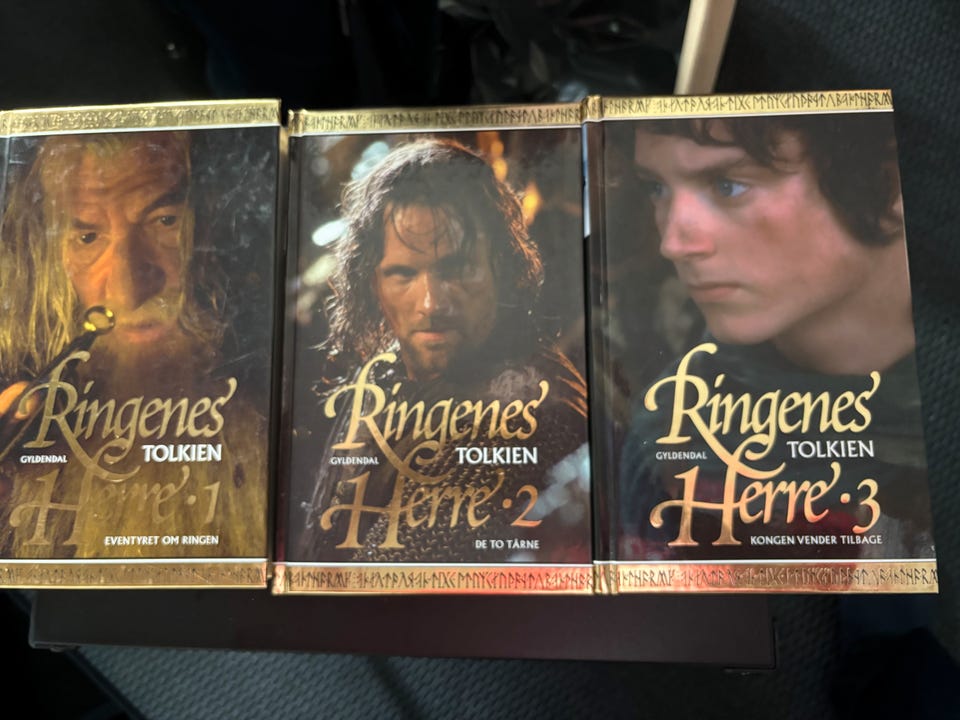 Ringenes
GYLDENDAL TOLKIEN
Herre · 1
EVENTYRET OM RINGEN
Ringenes
GYLDENDAL TOLKIEN
Herre · 2
DE TO TÅRNE
Ringenes
GYLDENDAL TOLKIEN
Herre · 3
KONGEN VENDER TILBAGE